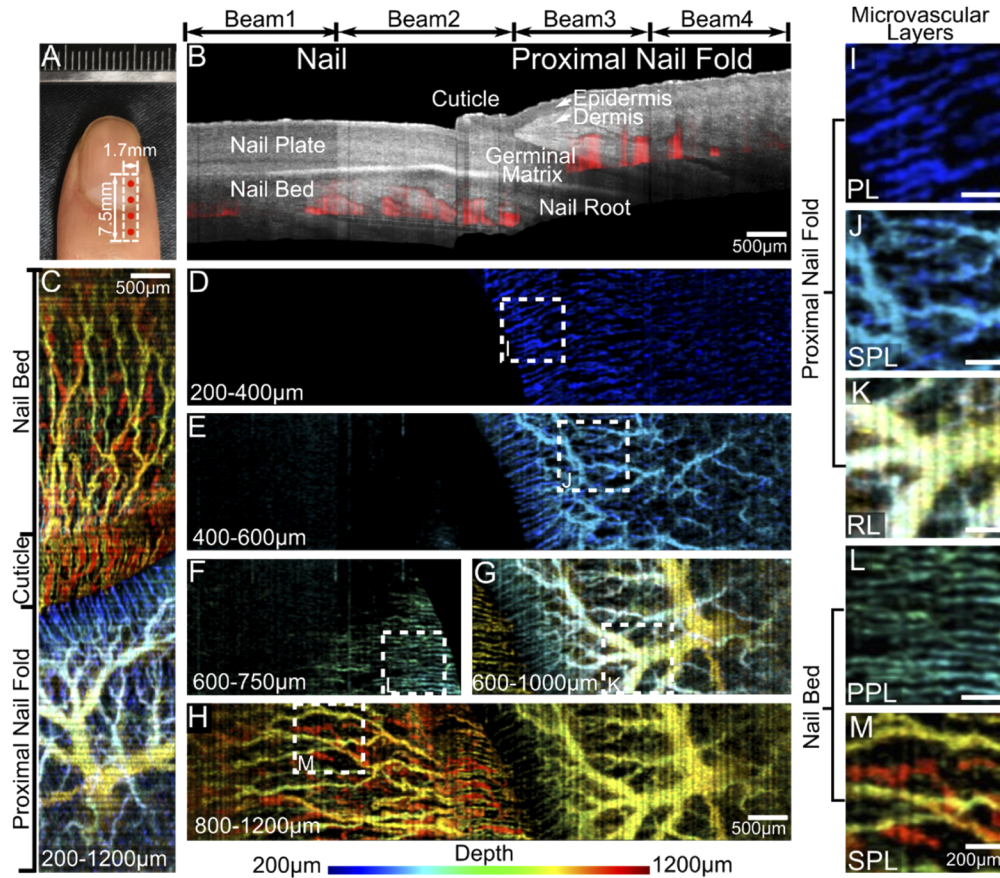 Beam1 Beam2 Beam3 Beam4
Microvascular
Layers
A
1.7mm
7.5mm
B
Nail
Proximal Nail Fold
Cuticle
Epidermis
Dermis
Nail Plate
Germinal
Matrix
Nail Bed
Nail Root
500µm
C
500µm
Nail Bed
Cuticle
Proximal Nail Fold
200-1200µm
D
I
200-400µm
E
J
400-600µm
F
600-750µm
G
K
600-1000µm
H
M
800-1200µm
500µm
Depth
200µm
1200µm
Proximal Nail Fold
I
PL
J
SPL
K
RL
Nail Bed
L
PPL
M
SPL
200µm